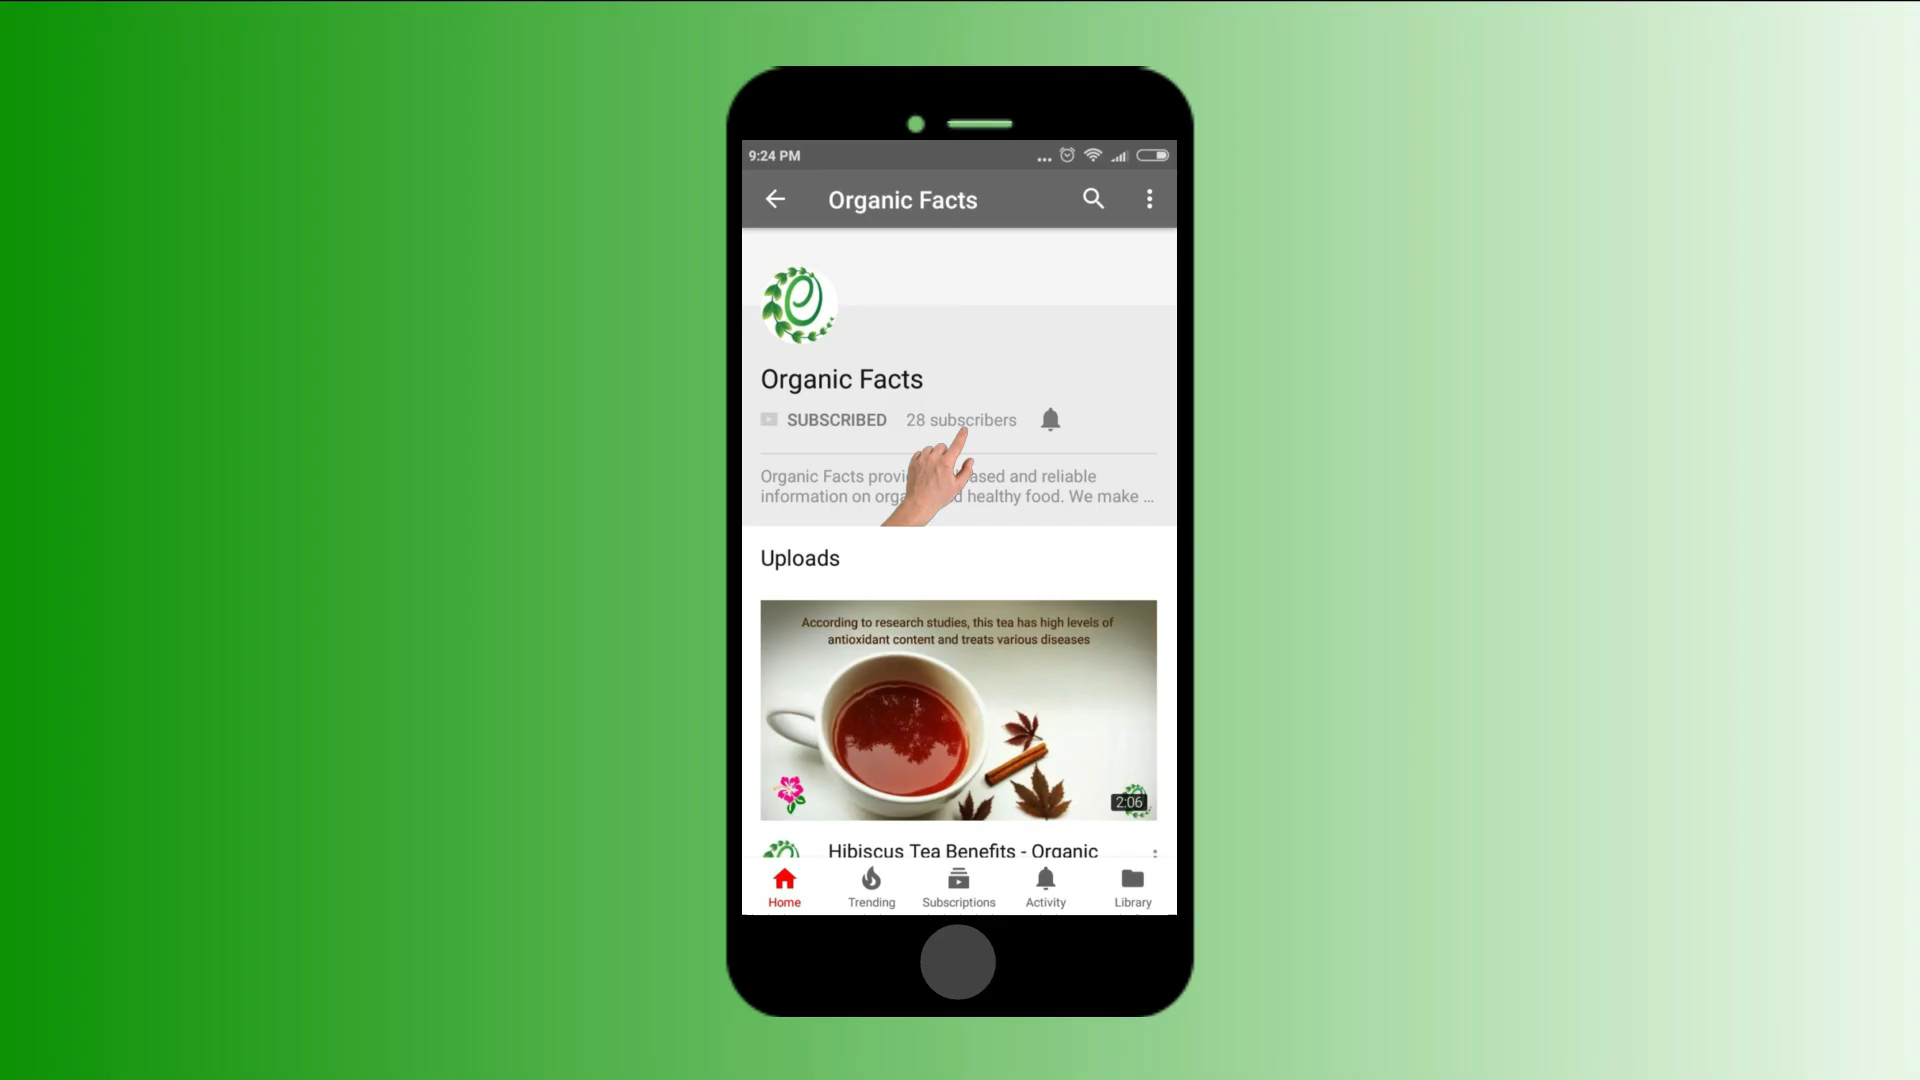 9:24 PM
Organic Facts
Organic Facts
SUBSCRIBED 28 subscribers
Organic Facts ased and reliable
information on healthy food. We make ...
Uploads
According to research studies, this tea has high levels of
antioxidant content and treats various diseases
2:06
Hibiscus Tea Benefits - Organic
Home Trending Subscriptions Activity Library